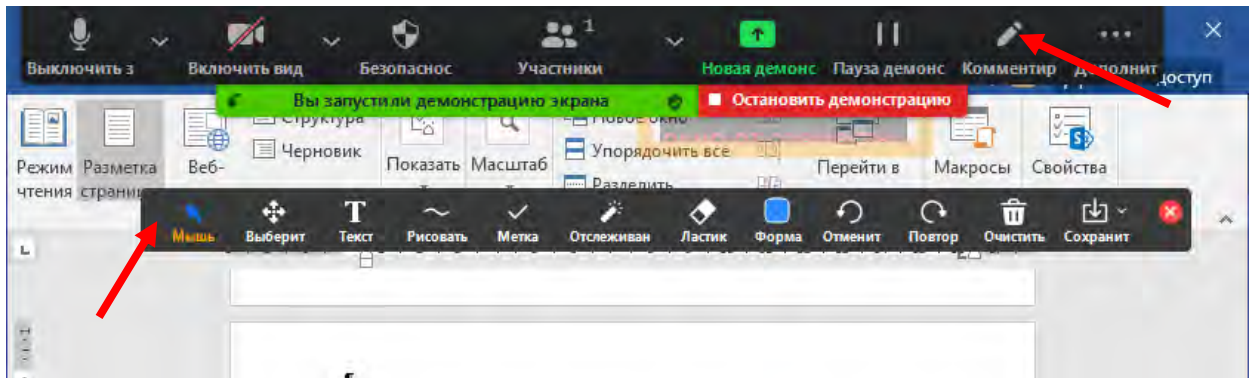 1
Выключить з Включить вид Безопаснос Участники Новая демонс Пауза демонс Комментир Дополнит
доступ
Вы запустили демонстрацию экрана Остановить демонстрацию
Структура Новое окно
Черновик Упорядочить все
Режим чтения Разметка Веб- Показать Масштаб Разделить Перейти в Макросы Свойства
Мышь Выберит Текст Рисовать Метка Отслеживан Ластик Форма Отменит Повтор Очистить Сохранит
1